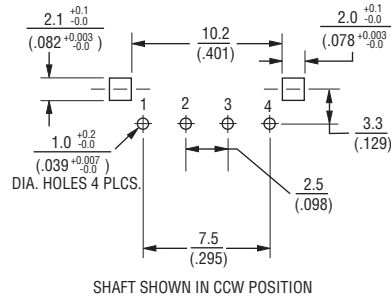 2.1 +0.1 -0.0
(.082 +0.003 -0.0)
10.2
(.401)
2.0 +0.1 -0.0
(.078 +0.003 -0.0)
1 2 3 4
1.0 +0.2 -0.0
(.039 +0.007 -0.0)
DIA. HOLES 4 PLCS.
3.3
(.129)
2.5
(.098)
7.5
(.295)
SHAFT SHOWN IN CCW POSITION